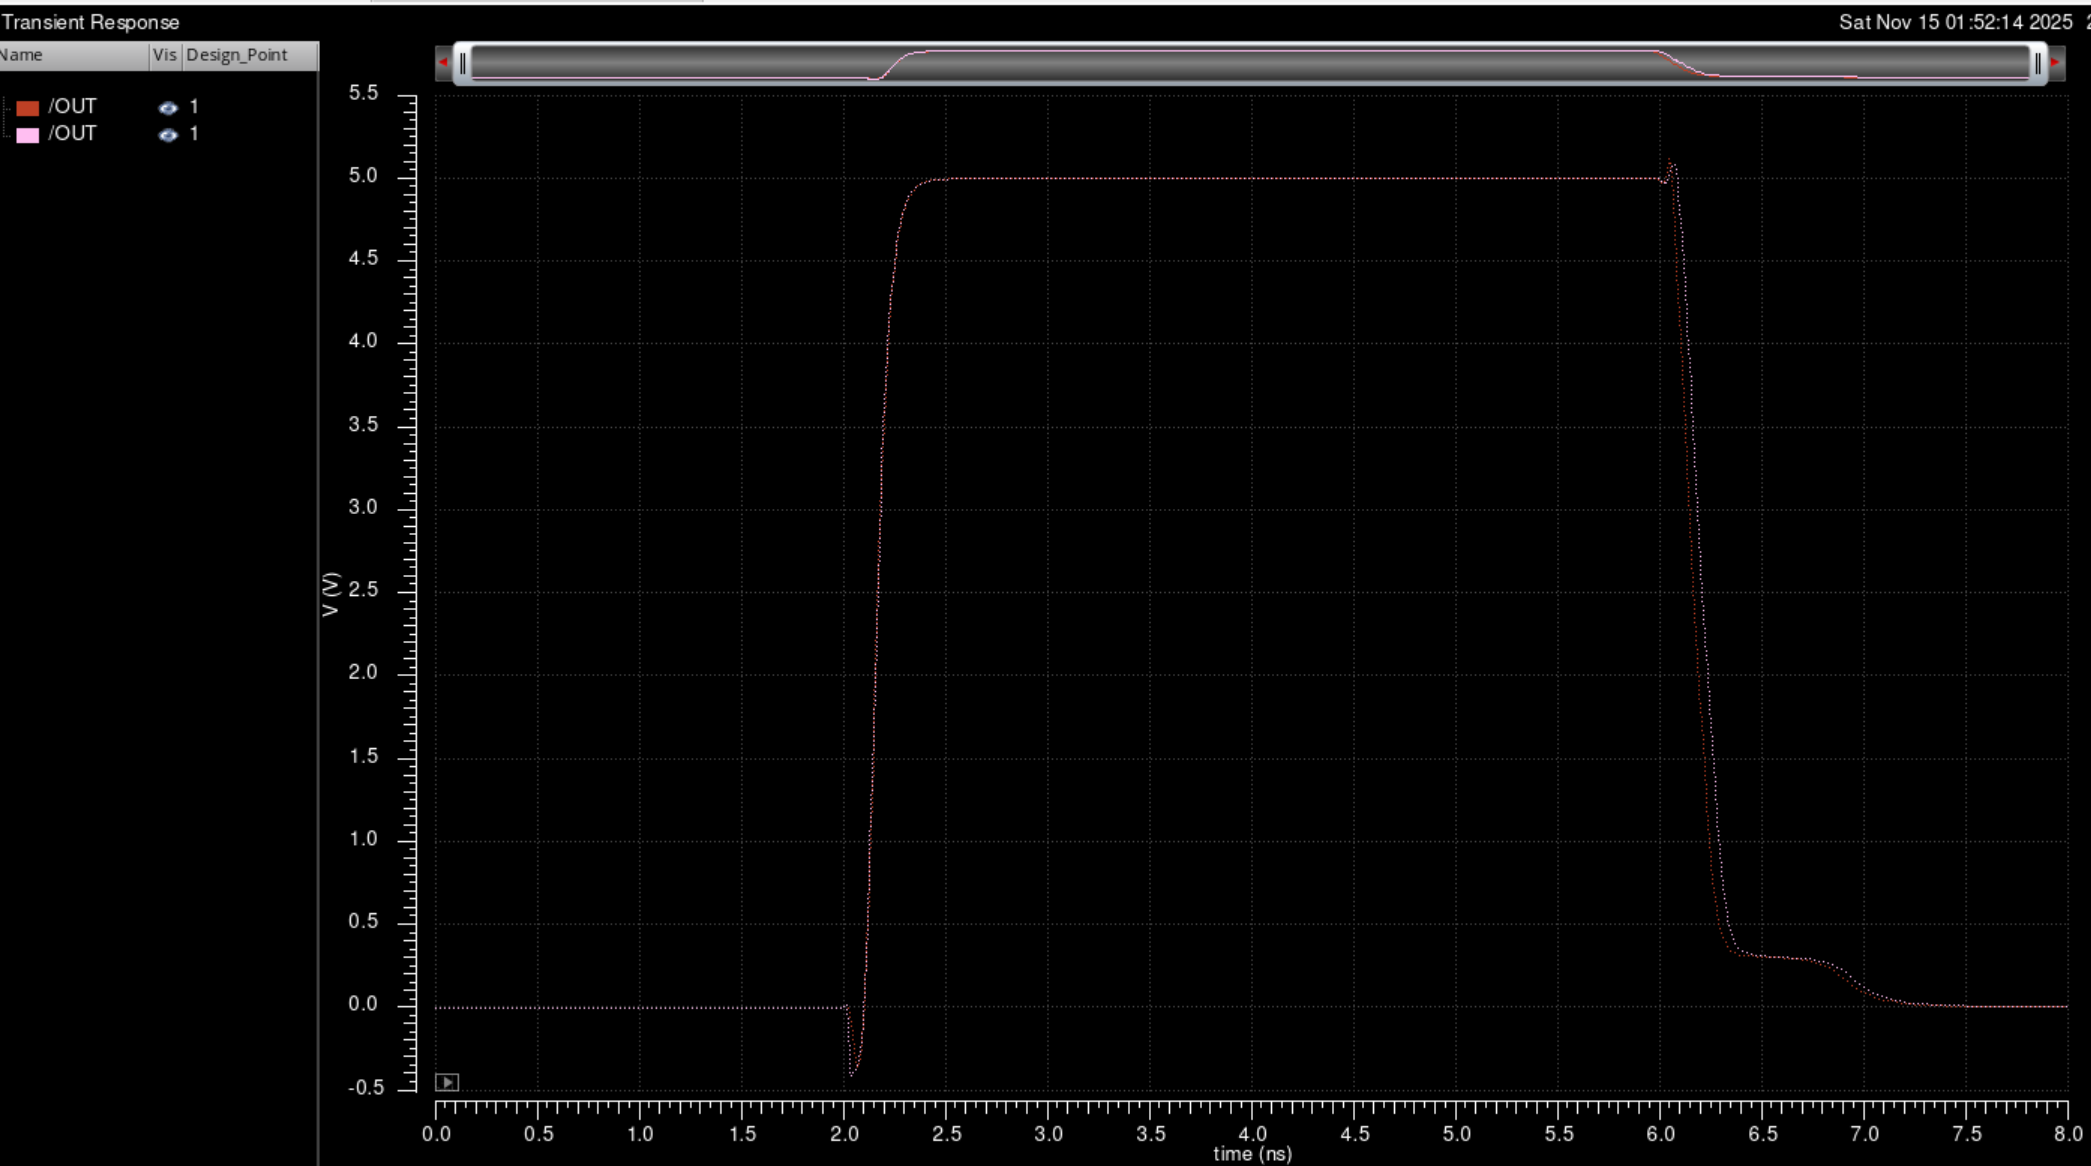 Transient Response
Sat Nov 15 01:52:14 2025 2
Name Vis Design_Point
/OUT 1
/OUT 1
5.5
5.0
4.5
4.0
3.5
3.0
2.5
2.0
1.5
1.0
0.5
0.0
-0.5
V (V)
0.0 0.5 1.0 1.5 2.0 2.5 3.0 3.5 4.0 4.5 5.0 5.5 6.0 6.5 7.0 7.5 8.0
time (ns)